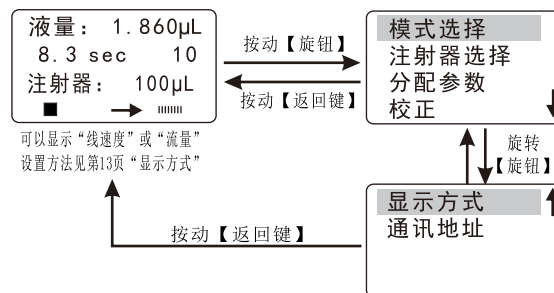 液量： 1.860μL
8.3 sec 10
注射器： 100μL
可以显示“线速度”或“流量”
设置方法见第13页“显示方式”
按动【旋钮】
按动【返回键】
模式选择
注射器选择
分配参数
校正
旋转
【旋钮】
显示方式
通讯地址
按动【返回键】